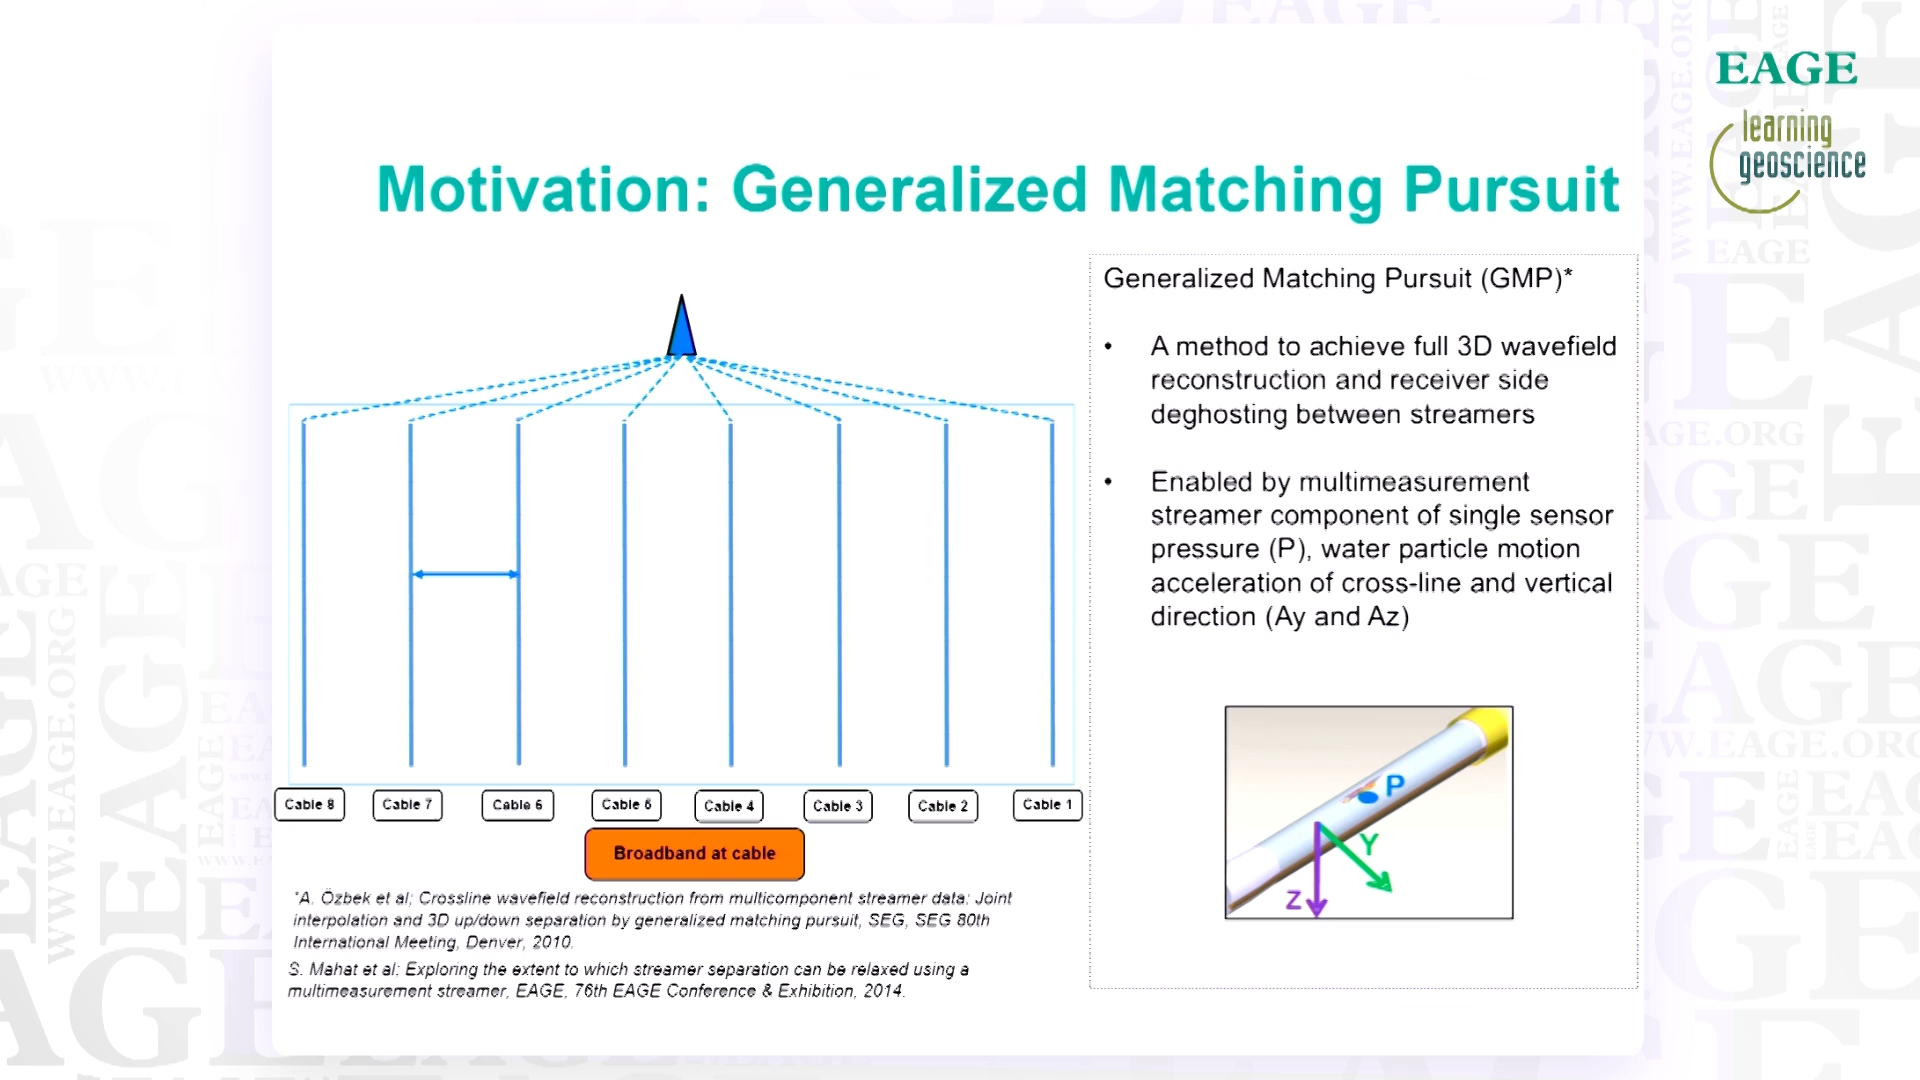 EAGE
learning
geoscience
Motivation: Generalized Matching Pursuit
Generalized Matching Pursuit (GMP)*
• A method to achieve full 3D wavefield
reconstruction and receiver side
deghosting between streamers
• Enabled by multimeasurement
streamer component of single sensor
pressure (P), water particle motion
acceleration of cross-line and vertical
direction (Ay and Az)
P
Y
Z
Cable 8
Cable 7
Cable 6
Cable 5
Cable 4
Cable 3
Cable 2
Cable 1
Broadband at cable
*A. Özbek et al; Crossline wavefield reconstruction from multicomponent streamer data: Joint
interpolation and 3D up/down separation by generalized matching pursuit, SEG, SEG 80th
International Meeting, Denver, 2010.
S. Mahat et al: Exploring the extent to which streamer separation can be relaxed using a
multimeasurement streamer, EAGE, 76th EAGE Conference & Exhibition, 2014.